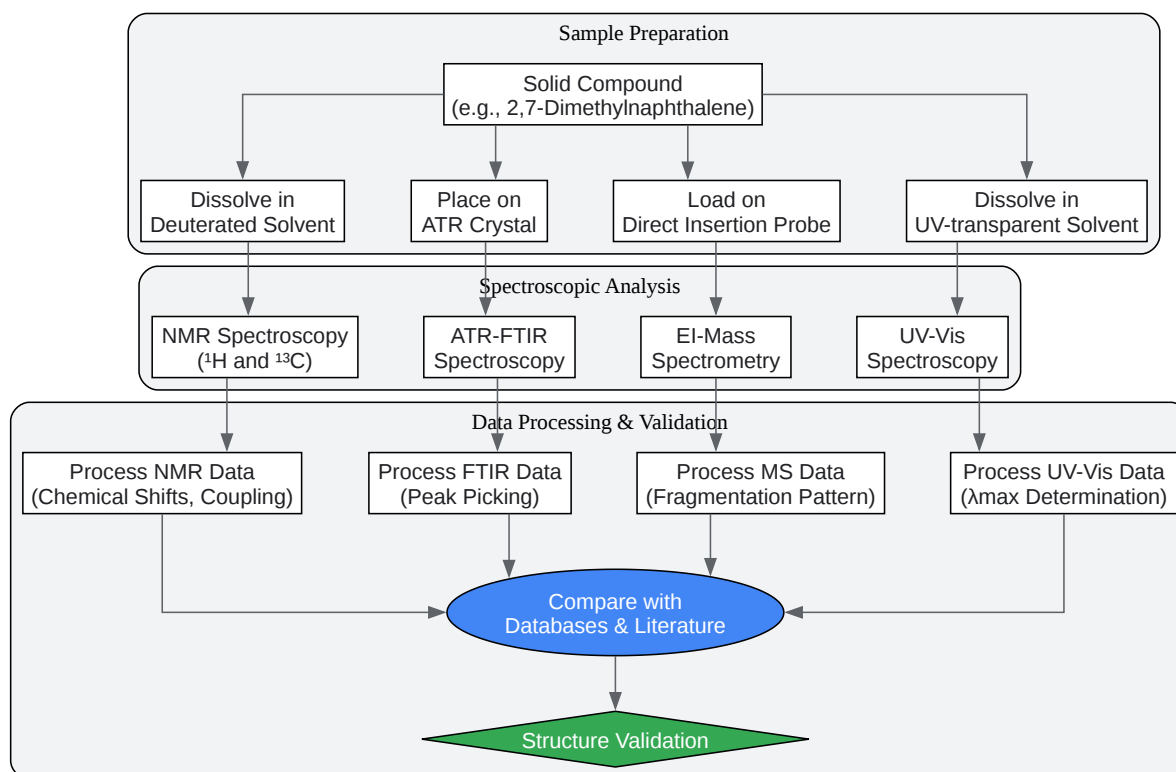 Sample Preparation
Solid Compound
(e.g., 2,7-Dimethylnaphthalene)
Dissolve in
Deuterated Solvent
Place on
ATR Crystal
Load on
Direct Insertion Probe
Dissolve in
UV-transparent Solvent
Spectroscopic Analysis
NMR Spectroscopy
(¹H and ¹³C)
ATR-FTIR
Spectroscopy
EI-Mass
Spectrometry
UV-Vis
Spectroscopy
Data Processing & Validation
Process NMR Data
(Chemical Shifts, Coupling)
Process FTIR Data
(Peak Picking)
Process MS Data
(Fragmentation Pattern)
Process UV-Vis Data
(λmax Determination)
Compare with
Databases & Literature
Structure Validation